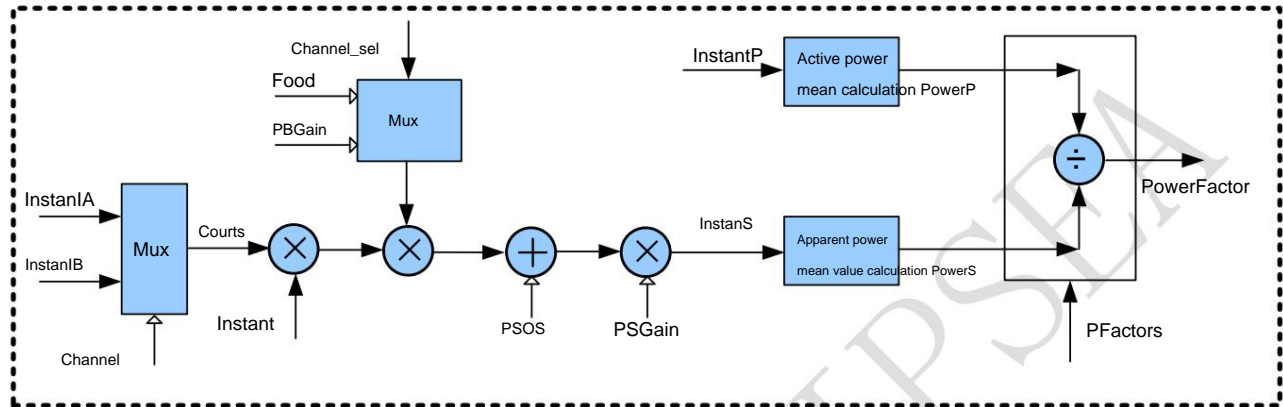 Channel_sel
Food
PBGain
Mux
InstantP
Active power
mean calculation PowerP
÷
PowerFactor
InstanIA
InstanIB
Mux
Courts
×
×
+
×
InstanS
Apparent power
mean value calculation PowerS
Instant
PSOS
PSGain
PFactors
Channel